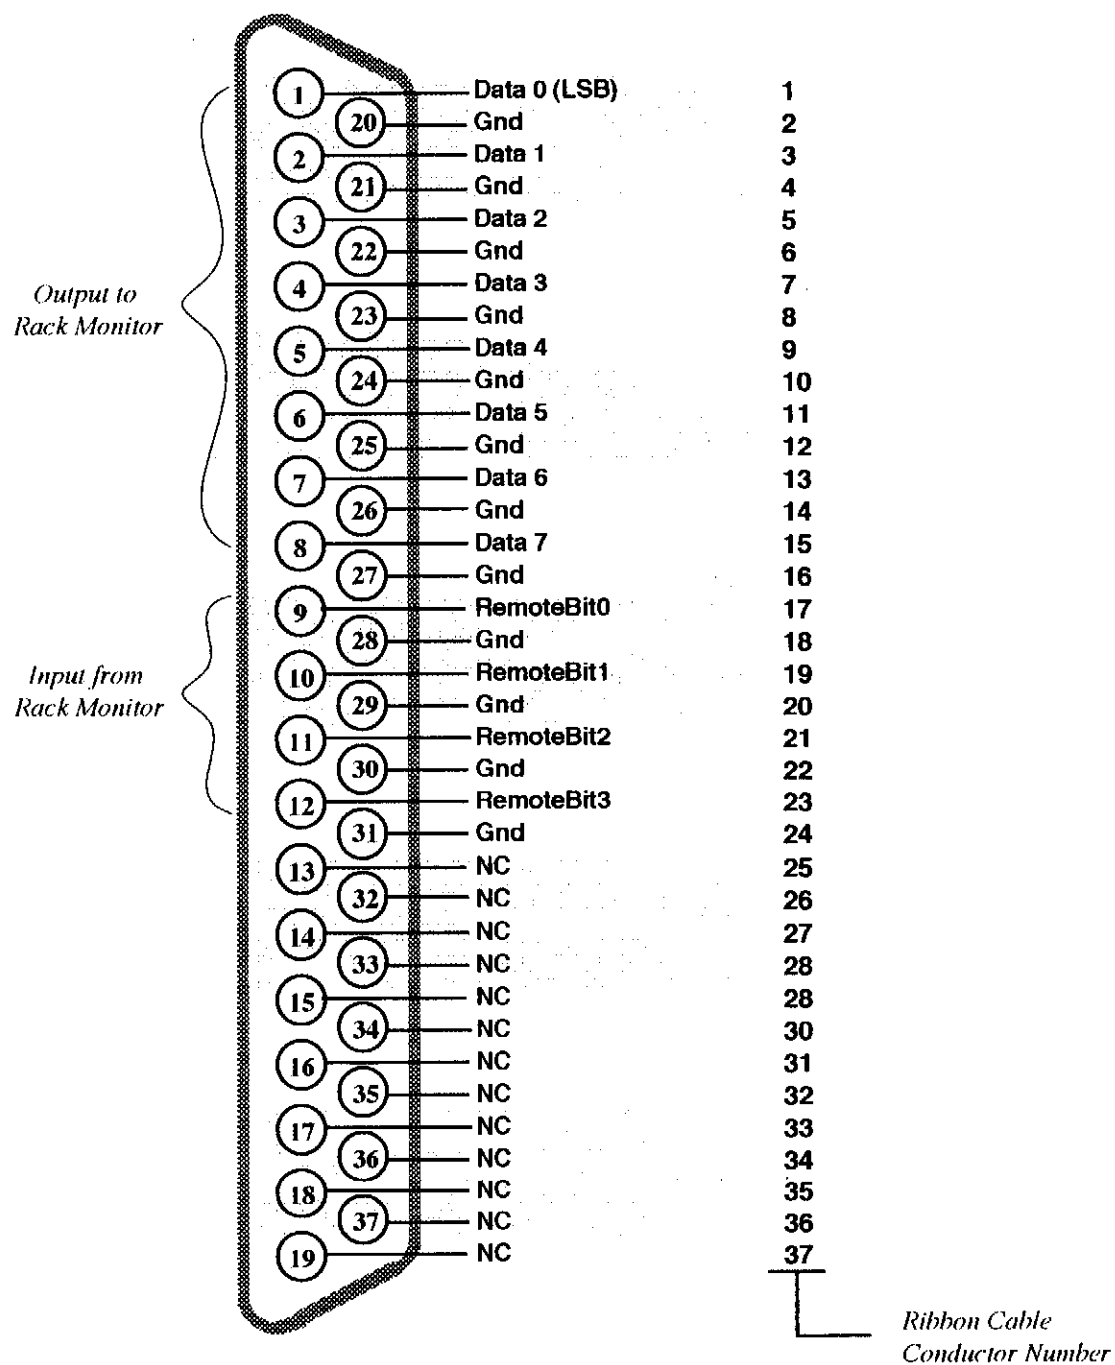 1 Data 0 (LSB) 1
20 Gnd 2
2 Data 1 3
21 Gnd 4
3 Data 2 5
22 Gnd 6
4 Data 3 7
Output to
Rack Monitor
23 Gnd 8
5 Data 4 9
24 Gnd 10
6 Data 5 11
25 Gnd 12
7 Data 6 13
26 Gnd 14
8 Data 7 15
27 Gnd 16
9 RemoteBit0 17
28 Gnd 18
10 RemoteBit1 19
Input from
Rack Monitor
29 Gnd 20
11 RemoteBit2 21
30 Gnd 22
12 RemoteBit3 23
31 Gnd 24
13 NC 25
32 NC 26
14 NC 27
33 NC 28
15 NC 28
34 NC 30
16 NC 31
35 NC 32
17 NC 33
36 NC 34
18 NC 35
37 NC 36
19 NC 37
Ribbon Cable
Conductor Number